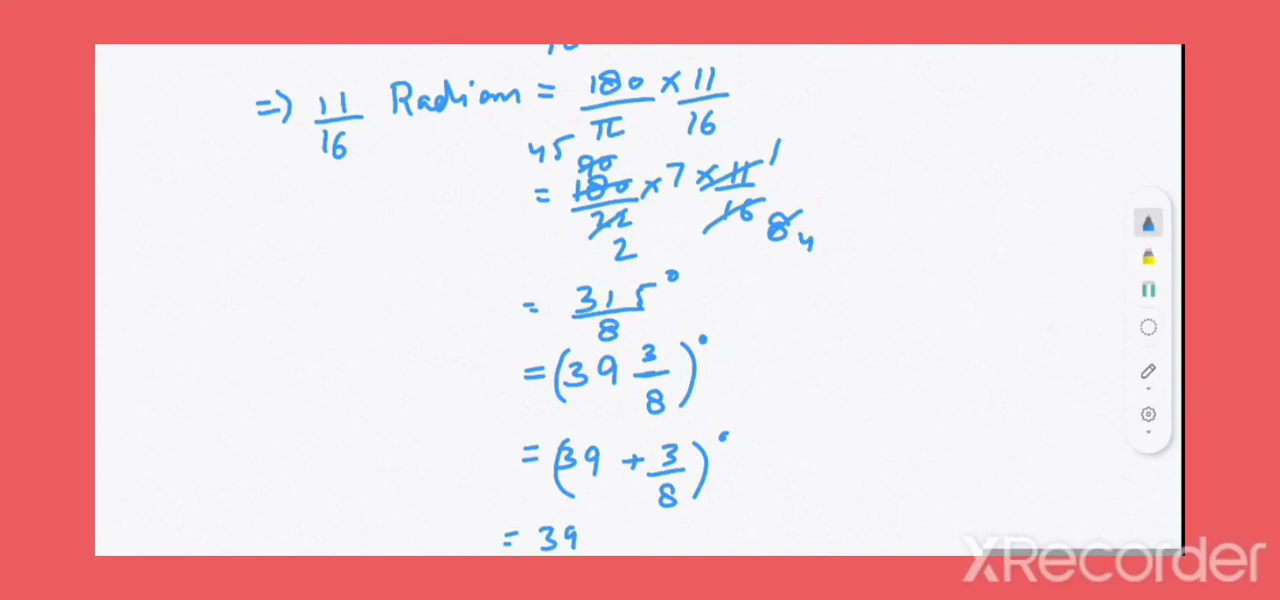 ⇒ 11/16 Radian = 180/π × 11/16
45 90 1
= 180/22 × 7 × 11/16 8 4
2
= 315/8°
= (39 3/8)°
= (39 + 3/8)°
= 39
XRecorder